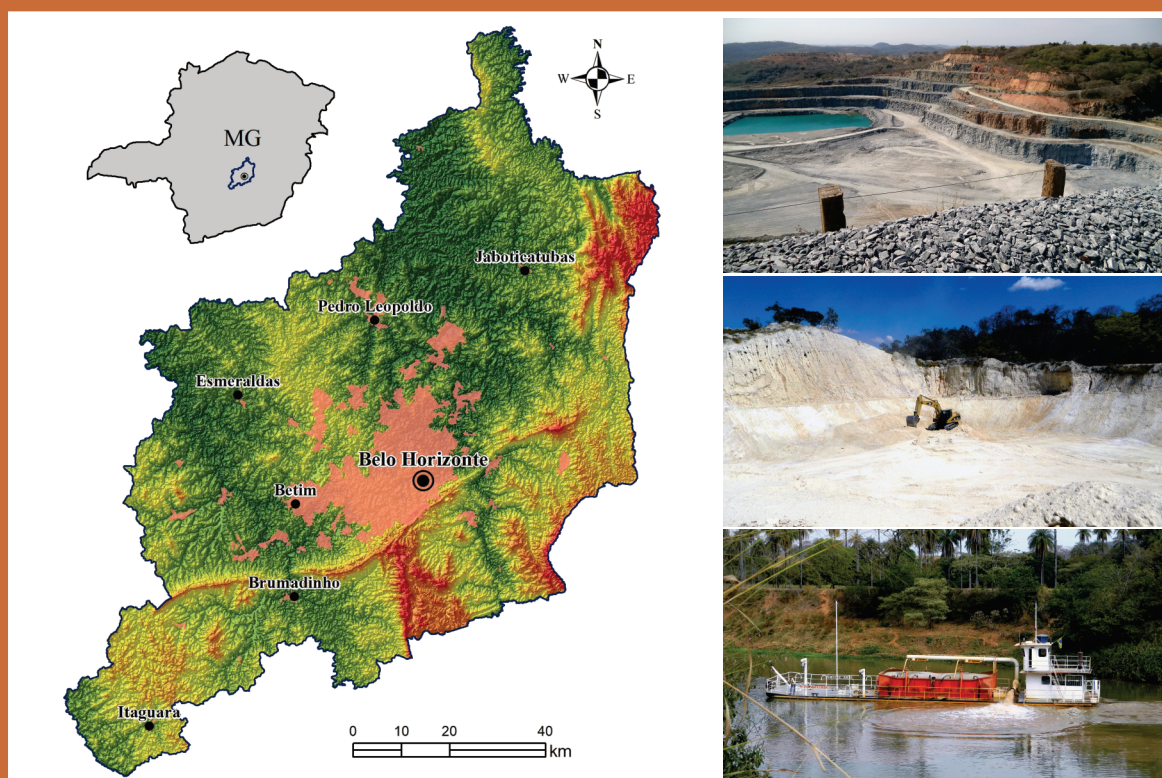 N
W
E
S
MG
Jaboticatubas
Pedro Leopoldo
Esmeraldas
Belo Horizonte
Betim
Brumadinho
Itaguara
0 10 20 40
km